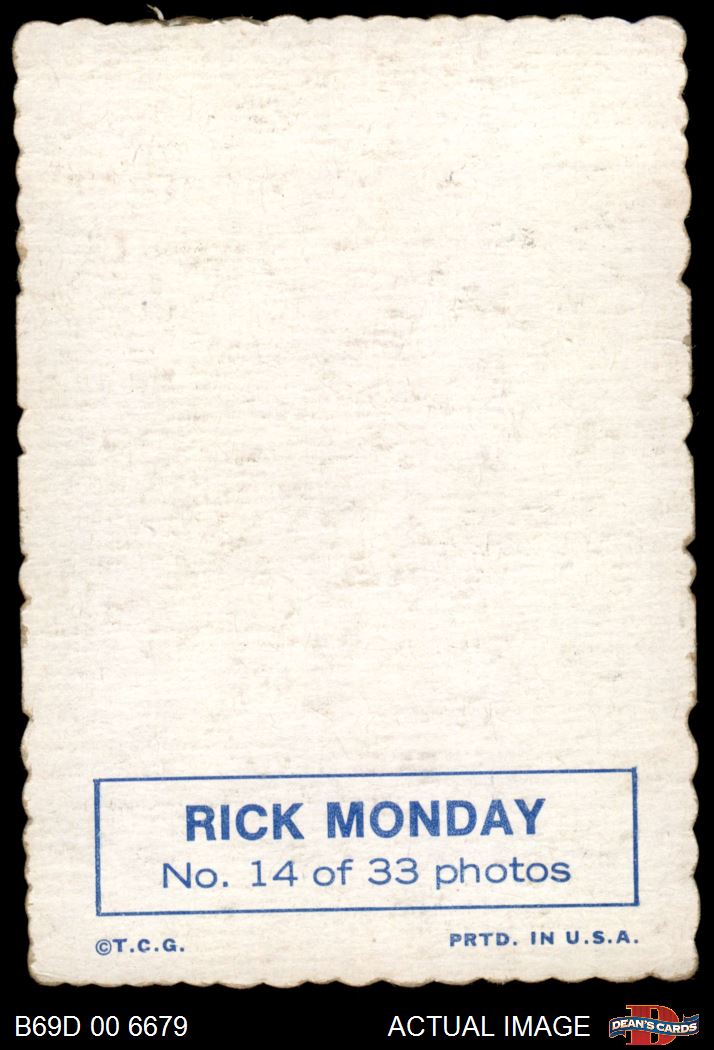 RICK MONDAY
No. 14 of 33 photos
©T.C.G.
PRTD. IN U.S.A.
B69D 00 6679
ACTUAL IMAGE
DEAN'S CARDS